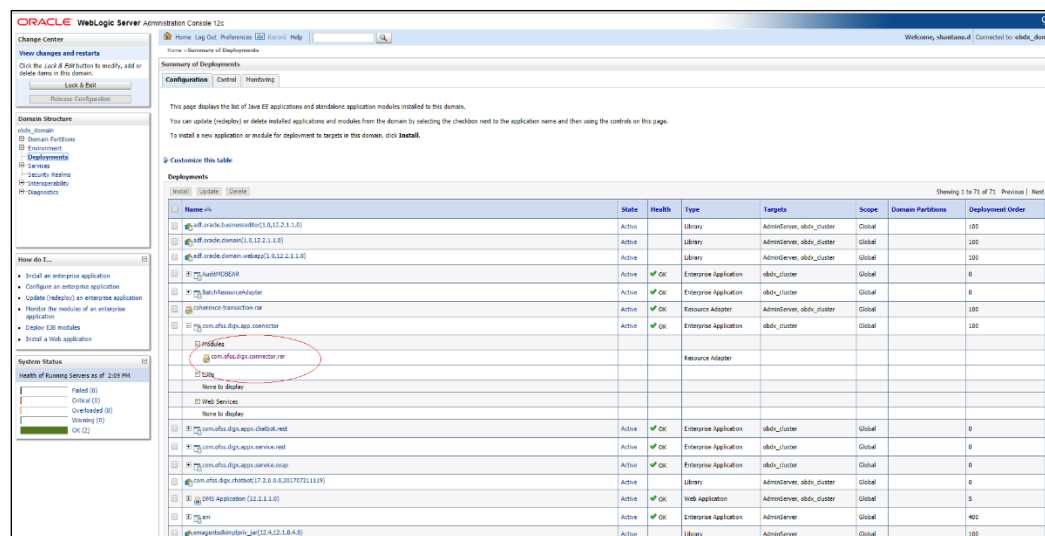 ORACLE WebLogic Server Administration Console 12c
Change Center
View changes and restarts
Click the Lock & Edit button to modify, add or
delete items in this domain.
Lock & Edit
Release Configuration
Domain Structure
obdx_domain
Domain Partitions
Environment
Deployments
Services
Security Realms
Interoperability
Diagnostics
How do I...
Install an enterprise application
Configure an enterprise application
Update (redeploy) an enterprise application
Monitor the modules of an enterprise
application
Deploy EJB modules
Install a Web application
System Status
Health of Running Servers as of 2:09 PM
Failed (0)
Critical (0)
Overloaded (0)
Warning (0)
OK (2)
Home Log Out Preferences Record Help
Welcome, shantanu.d Connected to: obdx_dom
Home >Summary of Deployments
Summary of Deployments
Configuration Control Monitoring
This page displays the list of Java EE applications and standalone application modules installed to this domain.
You can update (redeploy) or delete installed applications and modules from the domain by selecting the checkbox next to the application name and then using the controls on this page.
To install a new application or module for deployment to targets in this domain, click Install.
Customize this table
Deployments
Install Update Delete
Showing 1 to 71 of 71 Previous | Next
Name State Health Type Targets Scope Domain Partitions Deployment Order
adf.oracle.businesseditor(1.0,12.2.1.1.0) Active Library AdminServer, obdx_cluster Global 100
adf.oracle.domain(1.0,12.2.1.1.0) Active Library AdminServer, obdx_cluster Global 100
adf.oracle.domain.webapp(1.0,12.2.1.1.0) Active Library AdminServer, obdx_cluster Global 100
AuditMDBEAR Active OK Enterprise Application obdx_cluster Global 0
BatchResourceAdapter Active OK Enterprise Application obdx_cluster Global 0
coherence-transaction-rar Active OK Resource Adapter AdminServer, obdx_cluster Global 100
com.ofss.digx.app.connector Active OK Enterprise Application obdx_cluster Global 100
Modules
com.ofss.digx.connector.rar Resource Adapter
EJBs
None to display
Web Services
None to display
com.ofss.digx.appx.chatbot.rest Active OK Enterprise Application obdx_cluster Global 0
com.ofss.digx.appx.service.rest Active OK Enterprise Application obdx_cluster Global 0
com.ofss.digx.appx.service.soap Active OK Enterprise Application obdx_cluster Global 0
com.ofss.digx.chatbot(17.2.0.0.0,201707211119) Active Library obdx_cluster Global 0
DMS Application (12.2.1.1.0) Active OK Web Application AdminServer, obdx_cluster Global 5
em Active OK Enterprise Application AdminServer Global 400
emagentsdkimplpriv_jar(12.4,12.1.0.4.0) Active Library AdminServer Global 100